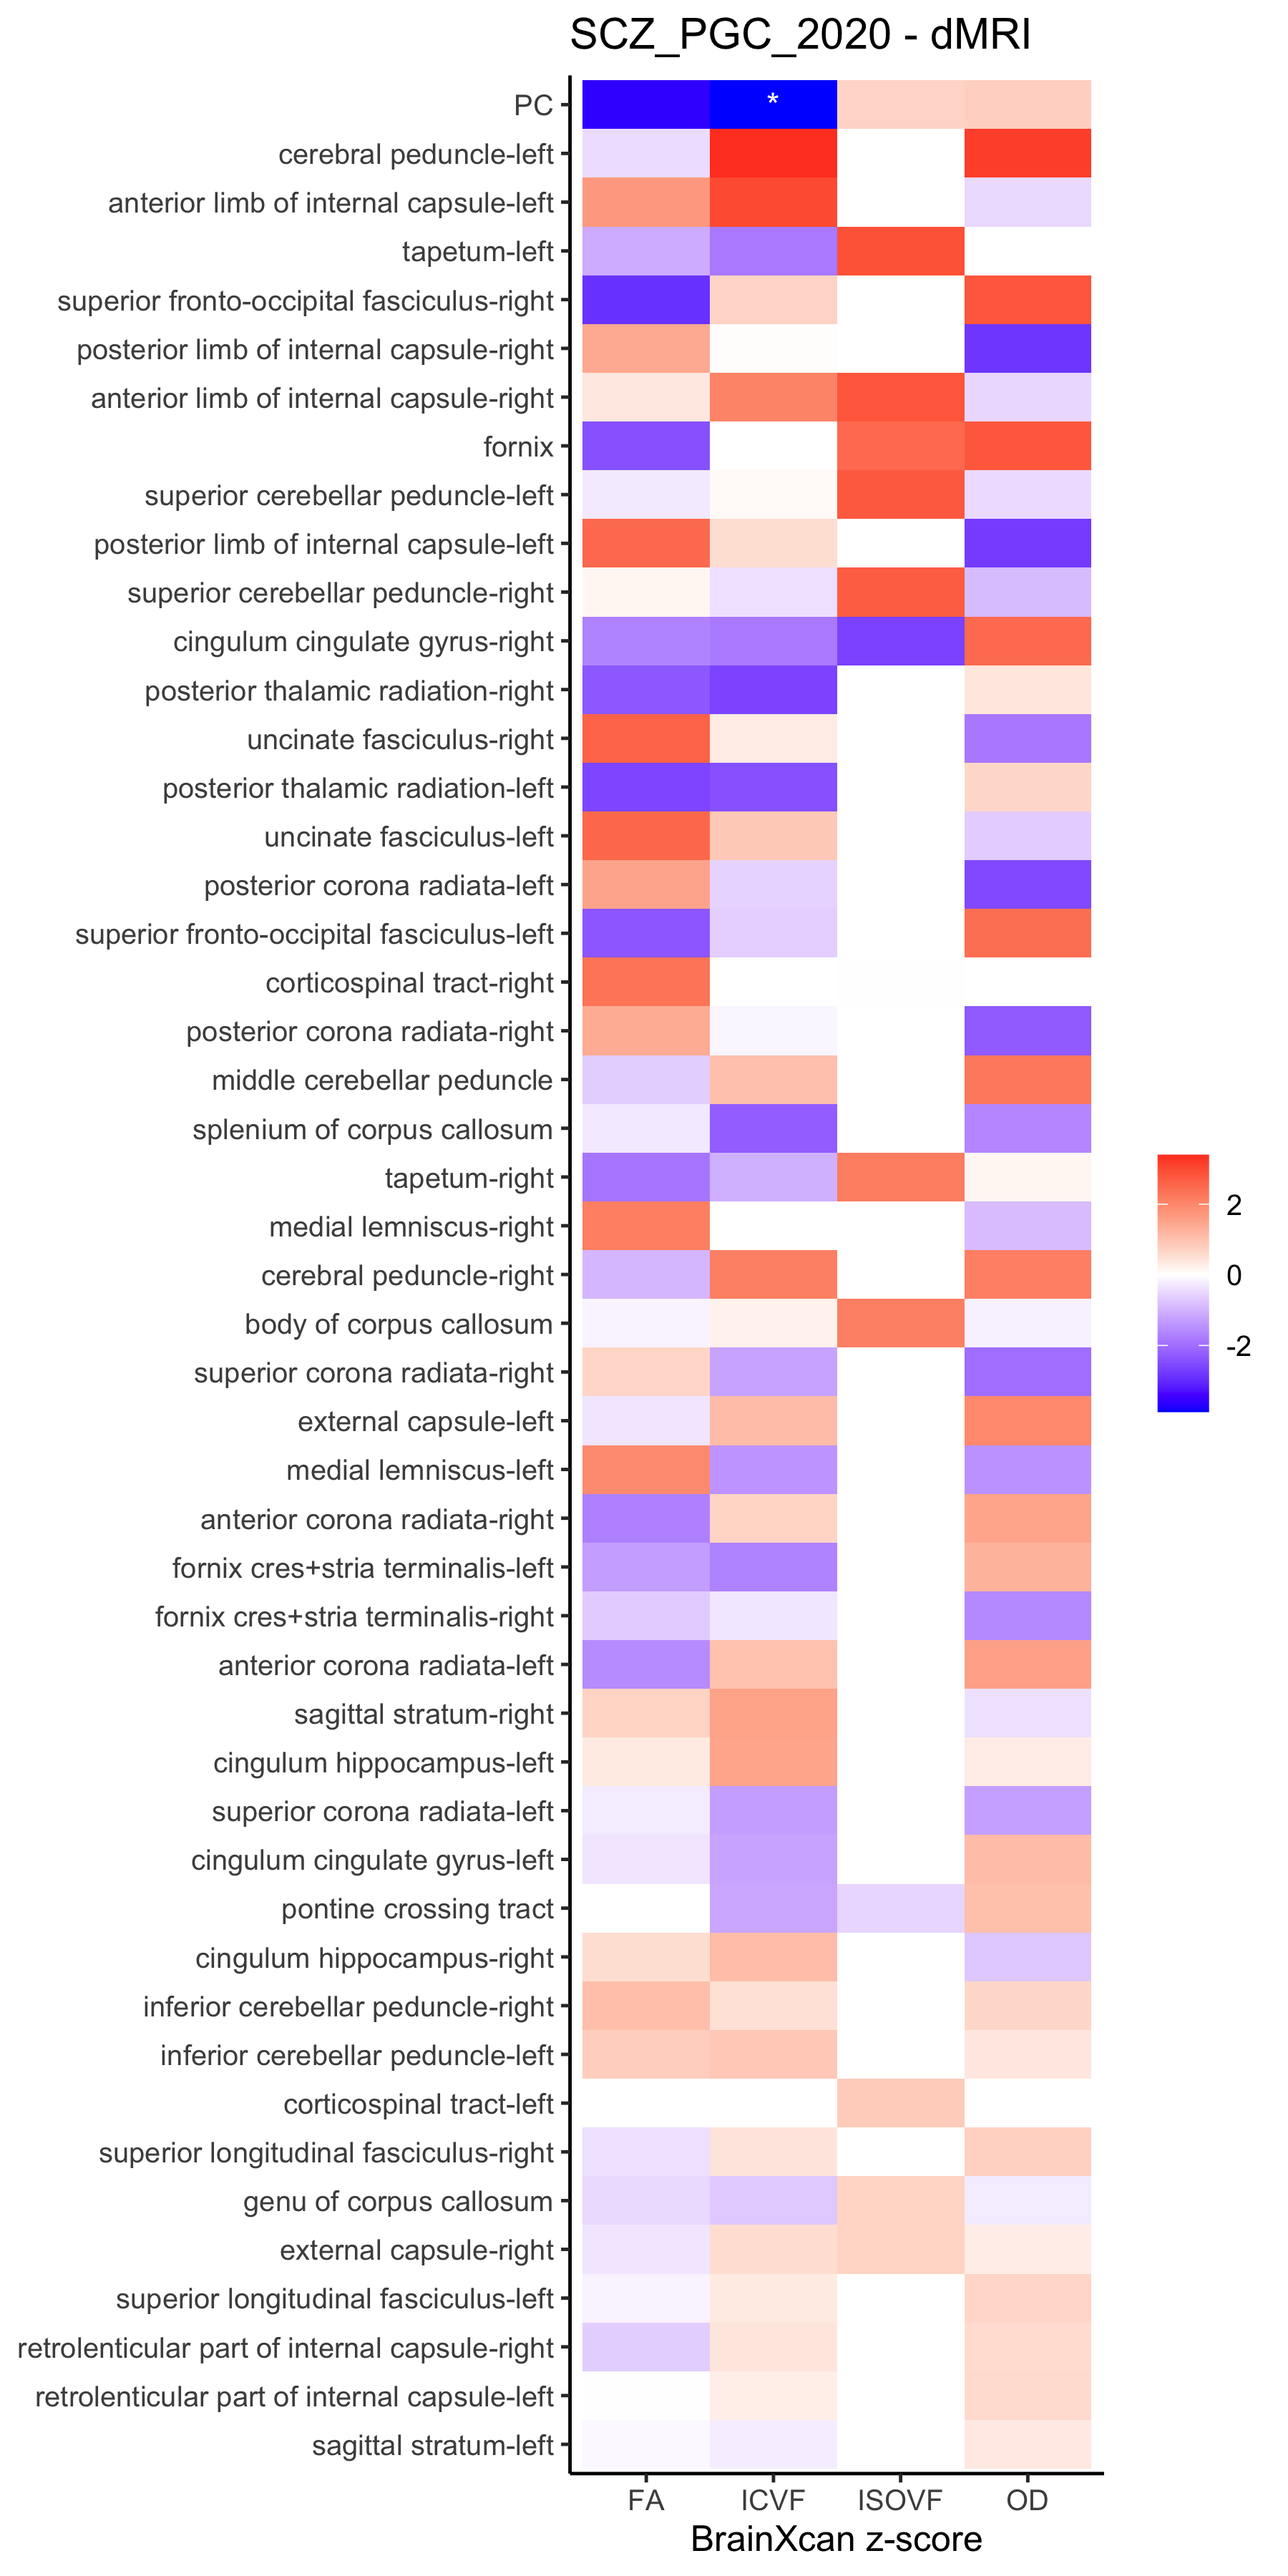 SCZ_PGC_2020 - dMRI
PC
*
cerebral peduncle-left
anterior limb of internal capsule-left
tapetum-left
superior fronto-occipital fasciculus-right
posterior limb of internal capsule-right
anterior limb of internal capsule-right
fornix
superior cerebellar peduncle-left
posterior limb of internal capsule-left
superior cerebellar peduncle-right
cingulum cingulate gyrus-right
posterior thalamic radiation-right
uncinate fasciculus-right
posterior thalamic radiation-left
uncinate fasciculus-left
posterior corona radiata-left
superior fronto-occipital fasciculus-left
corticospinal tract-right
posterior corona radiata-right
middle cerebellar peduncle
splenium of corpus callosum
tapetum-right
medial lemniscus-right
cerebral peduncle-right
body of corpus callosum
superior corona radiata-right
external capsule-left
medial lemniscus-left
anterior corona radiata-right
fornix cres+stria terminalis-left
fornix cres+stria terminalis-right
anterior corona radiata-left
sagittal stratum-right
cingulum hippocampus-left
superior corona radiata-left
cingulum cingulate gyrus-left
pontine crossing tract
cingulum hippocampus-right
inferior cerebellar peduncle-right
inferior cerebellar peduncle-left
corticospinal tract-left
superior longitudinal fasciculus-right
genu of corpus callosum
external capsule-right
superior longitudinal fasciculus-left
retrolenticular part of internal capsule-right
retrolenticular part of internal capsule-left
sagittal stratum-left
FA ICVF ISOVF OD
BrainXcan z-score
2
0
-2